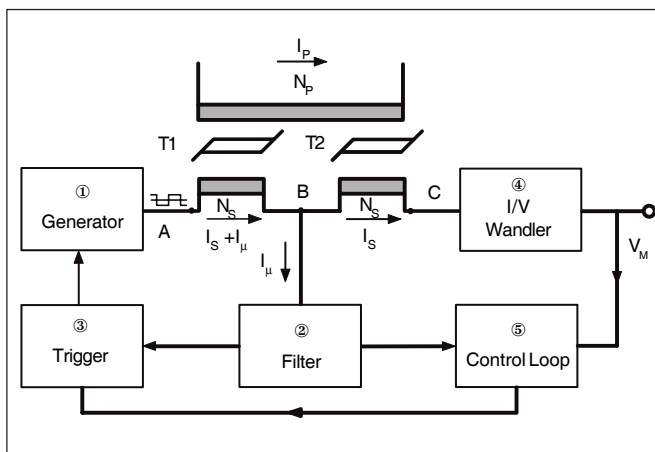 I_P
N_P
T1
T2
①
Generator
A
N_S
I_S + I_μ
B
N_S
I_S
C
④
I/V
Wandler
V_M
I_μ
③
Trigger
②
Filter
⑤
Control Loop